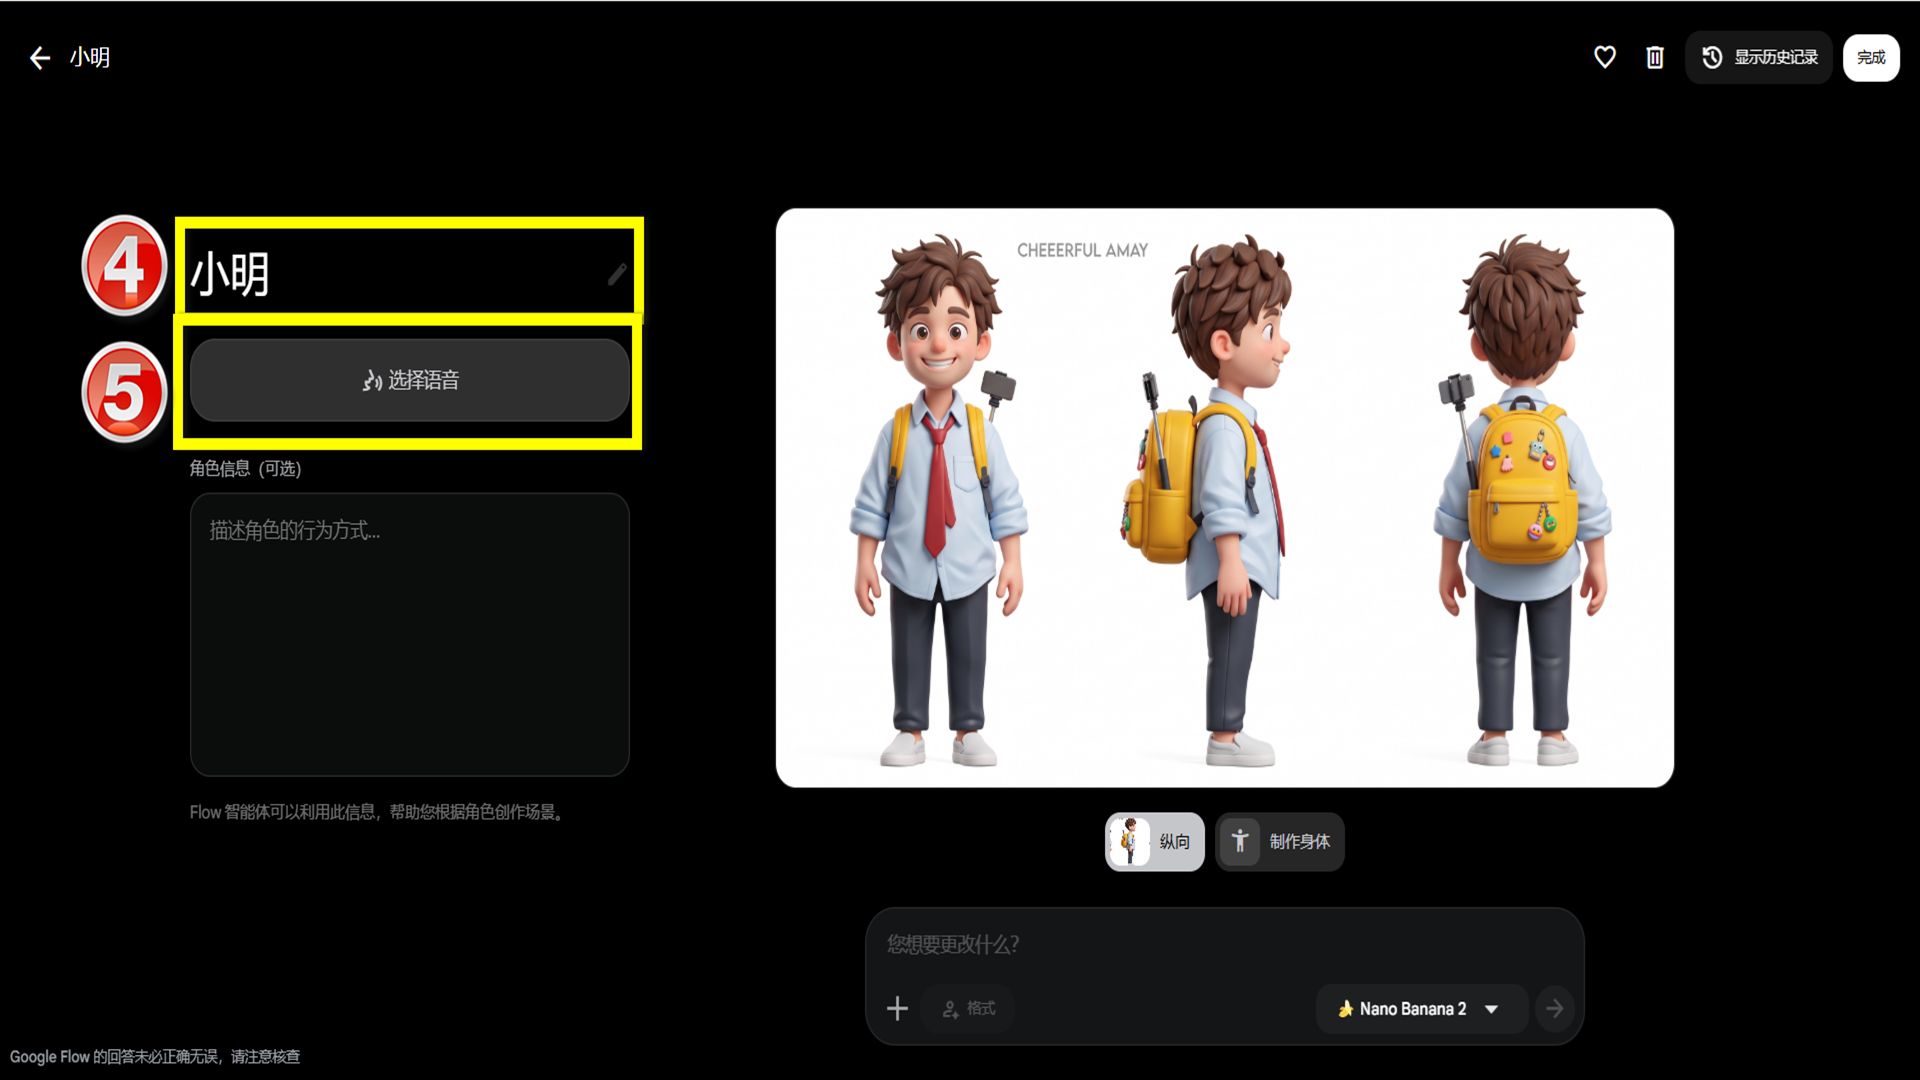 小明
显示历史记录
完成
4
小明
5
选择语音
角色信息（可选）
描述角色的行为方式...
Flow 智能体可以利用此信息，帮助您根据角色创作场景。
CHEEERFUL AMAY
纵向
制作身体
您想要更改什么？
格式
Nano Banana 2
Google Flow 的回答未必正确无误，请注意核查